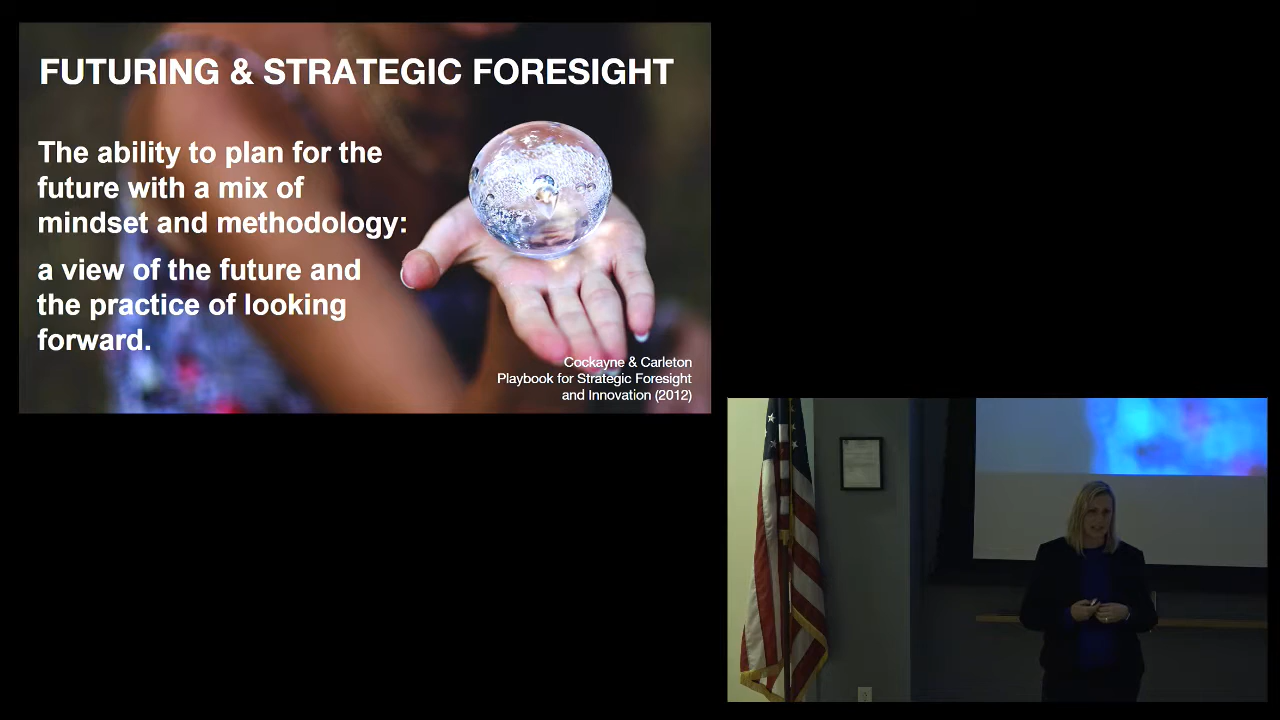 FUTURING & STRATEGIC FORESIGHT
The ability to plan for the
future with a mix of
mindset and methodology:
a view of the future and
the practice of looking
forward.
Cockayne & Carleton
Playbook for Strategic Foresight
and Innovation (2012)